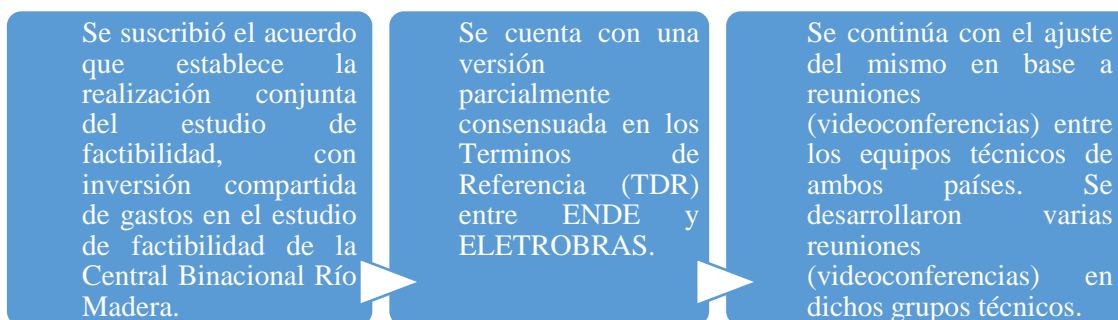 Se suscribió el acuerdo
que establece la
realización conjunta
del estudio de
factibilidad, con
inversión compartida
de gastos en el estudio
de factibilidad de la
Central Binacional Río
Madera.
Se cuenta con una
versión
parcialmente
consensuada en los
Terminos de
Referencia (TDR)
entre ENDE y
ELETROBRAS.
Se continúa con el ajuste
del mismo en base a
reuniones
(videoconferencias) entre
los equipos técnicos de
ambos países. Se
desarrollaron varias
reuniones
(videoconferencias) en
dichos grupos técnicos.